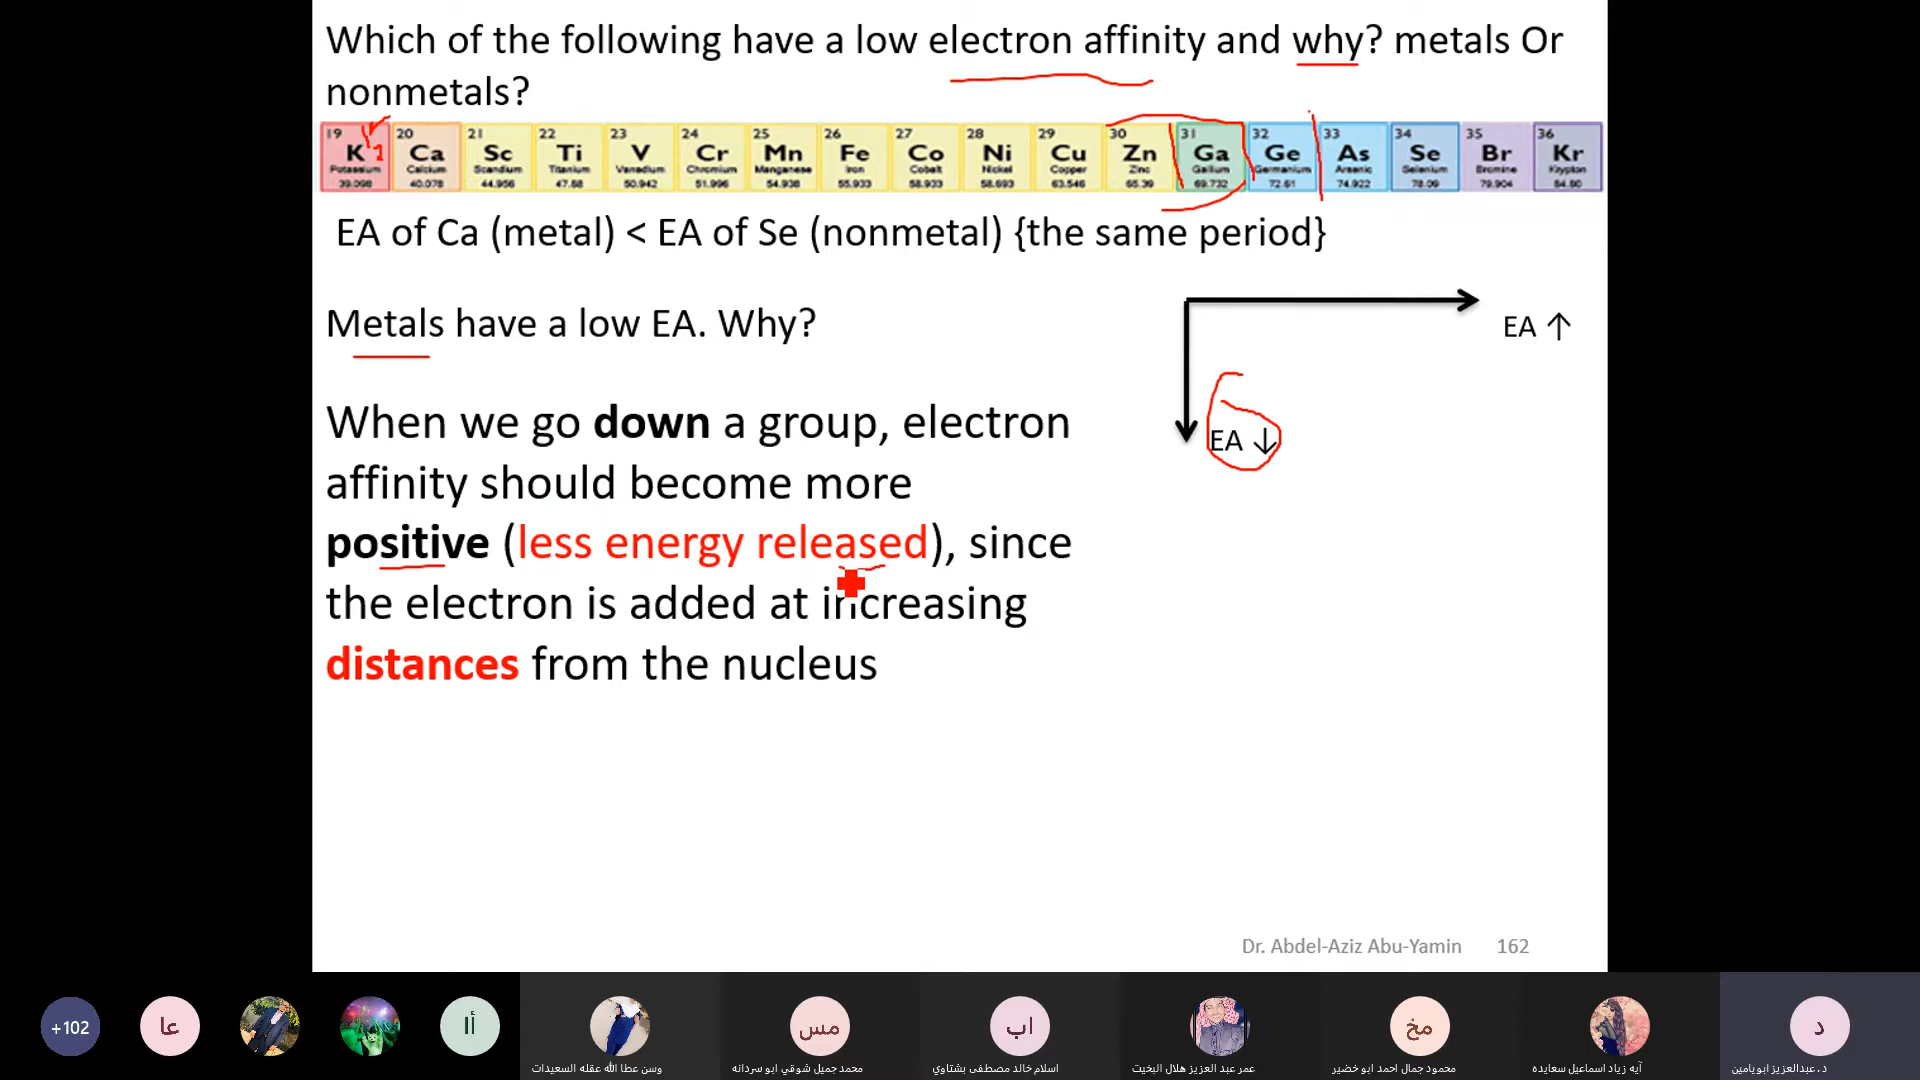 Which of the following have a low electron affinity and why? metals Or
nonmetals?
19 20 21 22 23 24 25 26 27 28 29 30 31 32 33 34 35 36
K Ca Sc Ti V Cr Mn Fe Co Ni Cu Zn Ga Ge As Se Br Kr
Potassium Calcium Scandium Titanium Vanadium Chromium Manganese Iron Cobalt Nickel Copper Zinc Gallium Germanium Arsenic Selenium Bromine Krypton
39.098 40.078 44.956 47.88 50.942 51.996 54.938 55.933 58.933 58.693 63.546 65.39 69.732 72.61 74.922 78.09 79.904 84.80
EA of Ca (metal) < EA of Se (nonmetal) {the same period}
Metals have a low EA. Why?
EA ↑
When we go down a group, electron
EA ↓
affinity should become more
positive (less energy released), since
the electron is added at increasing
distances from the nucleus
Dr. Abdel-Aziz Abu-Yamin 162
+102 عا أا مس اب مخ د
وسن عطا الله عقله السعيدات
محمد جميل شوقي ابو سردانه
اسلام خالد مصطفى بشتاوي
عمر عبد العزيز هلال البخيت
محمود جمال احمد ابو خضير
آيه زياد اسماعيل سعايده
د.عبدالعزيز ابويامين